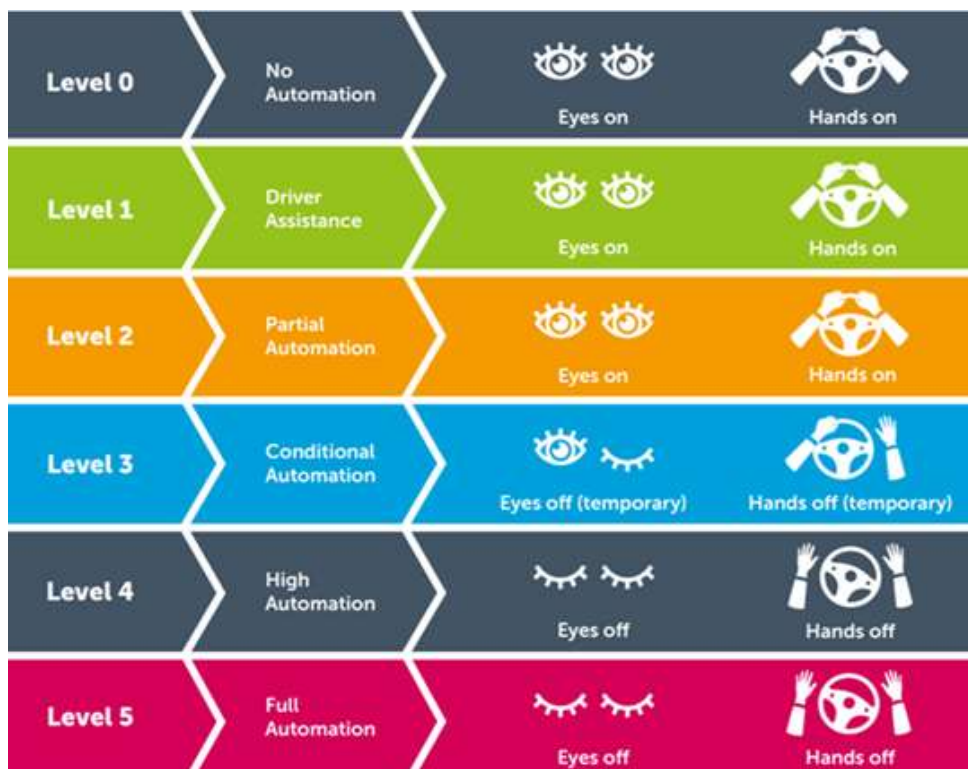 Level 0
No
Automation
Eyes on
Hands on
Level 1
Driver
Assistance
Eyes on
Hands on
Level 2
Partial
Automation
Eyes on
Hands on
Level 3
Conditional
Automation
Eyes off (temporary)
Hands off (temporary)
Level 4
High
Automation
Eyes off
Hands off
Level 5
Full
Automation
Eyes off
Hands off